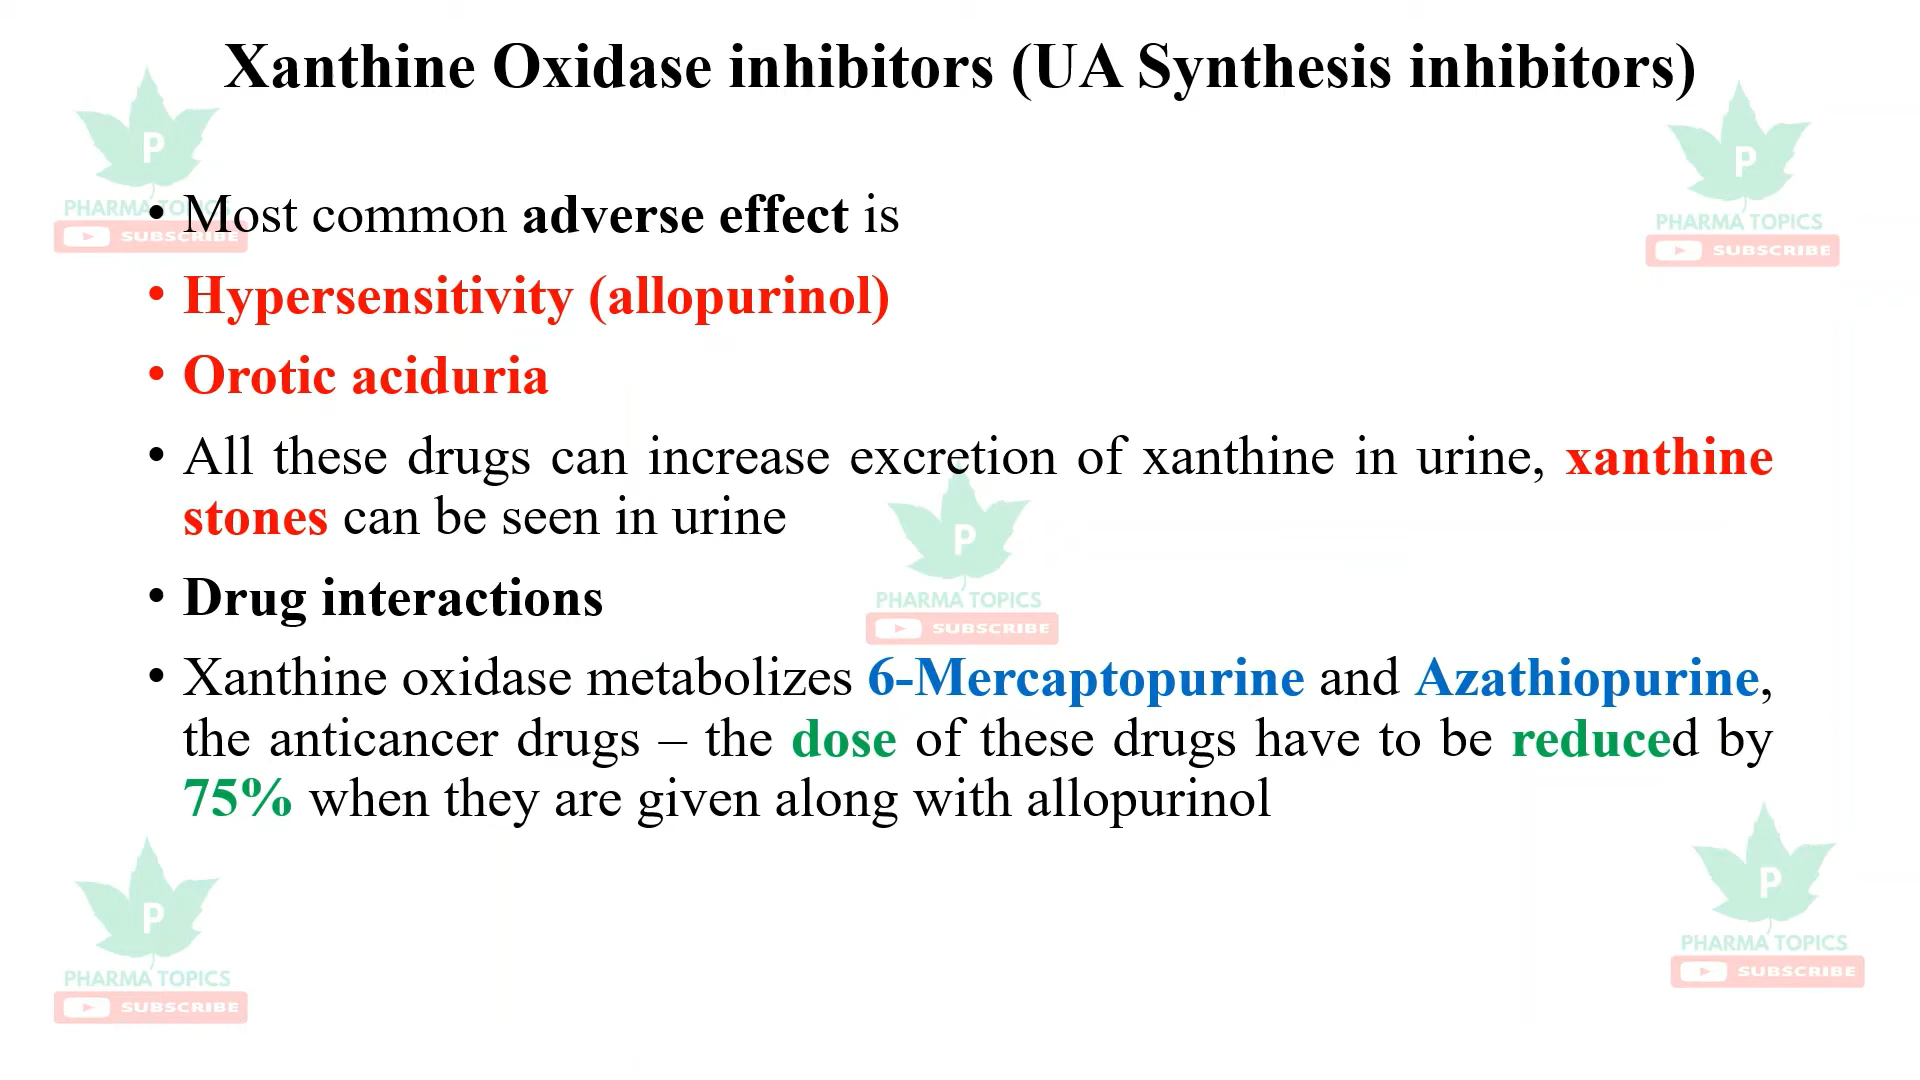 Xanthine Oxidase inhibitors (UA Synthesis inhibitors)
P
PHARMA TOPICS
SUBSCRIBE
P
PHARMA TOPICS
SUBSCRIBE
• Most common adverse effect is
• Hypersensitivity (allopurinol)
• Orotic aciduria
• All these drugs can increase excretion of xanthine in urine, xanthine
stones can be seen in urine
P
PHARMA TOPICS
SUBSCRIBE
• Drug interactions
• Xanthine oxidase metabolizes 6-Mercaptopurine and Azathiopurine,
the anticancer drugs – the dose of these drugs have to be reduced by
75% when they are given along with allopurinol
P
PHARMA TOPICS
SUBSCRIBE
P
PHARMA TOPICS
SUBSCRIBE